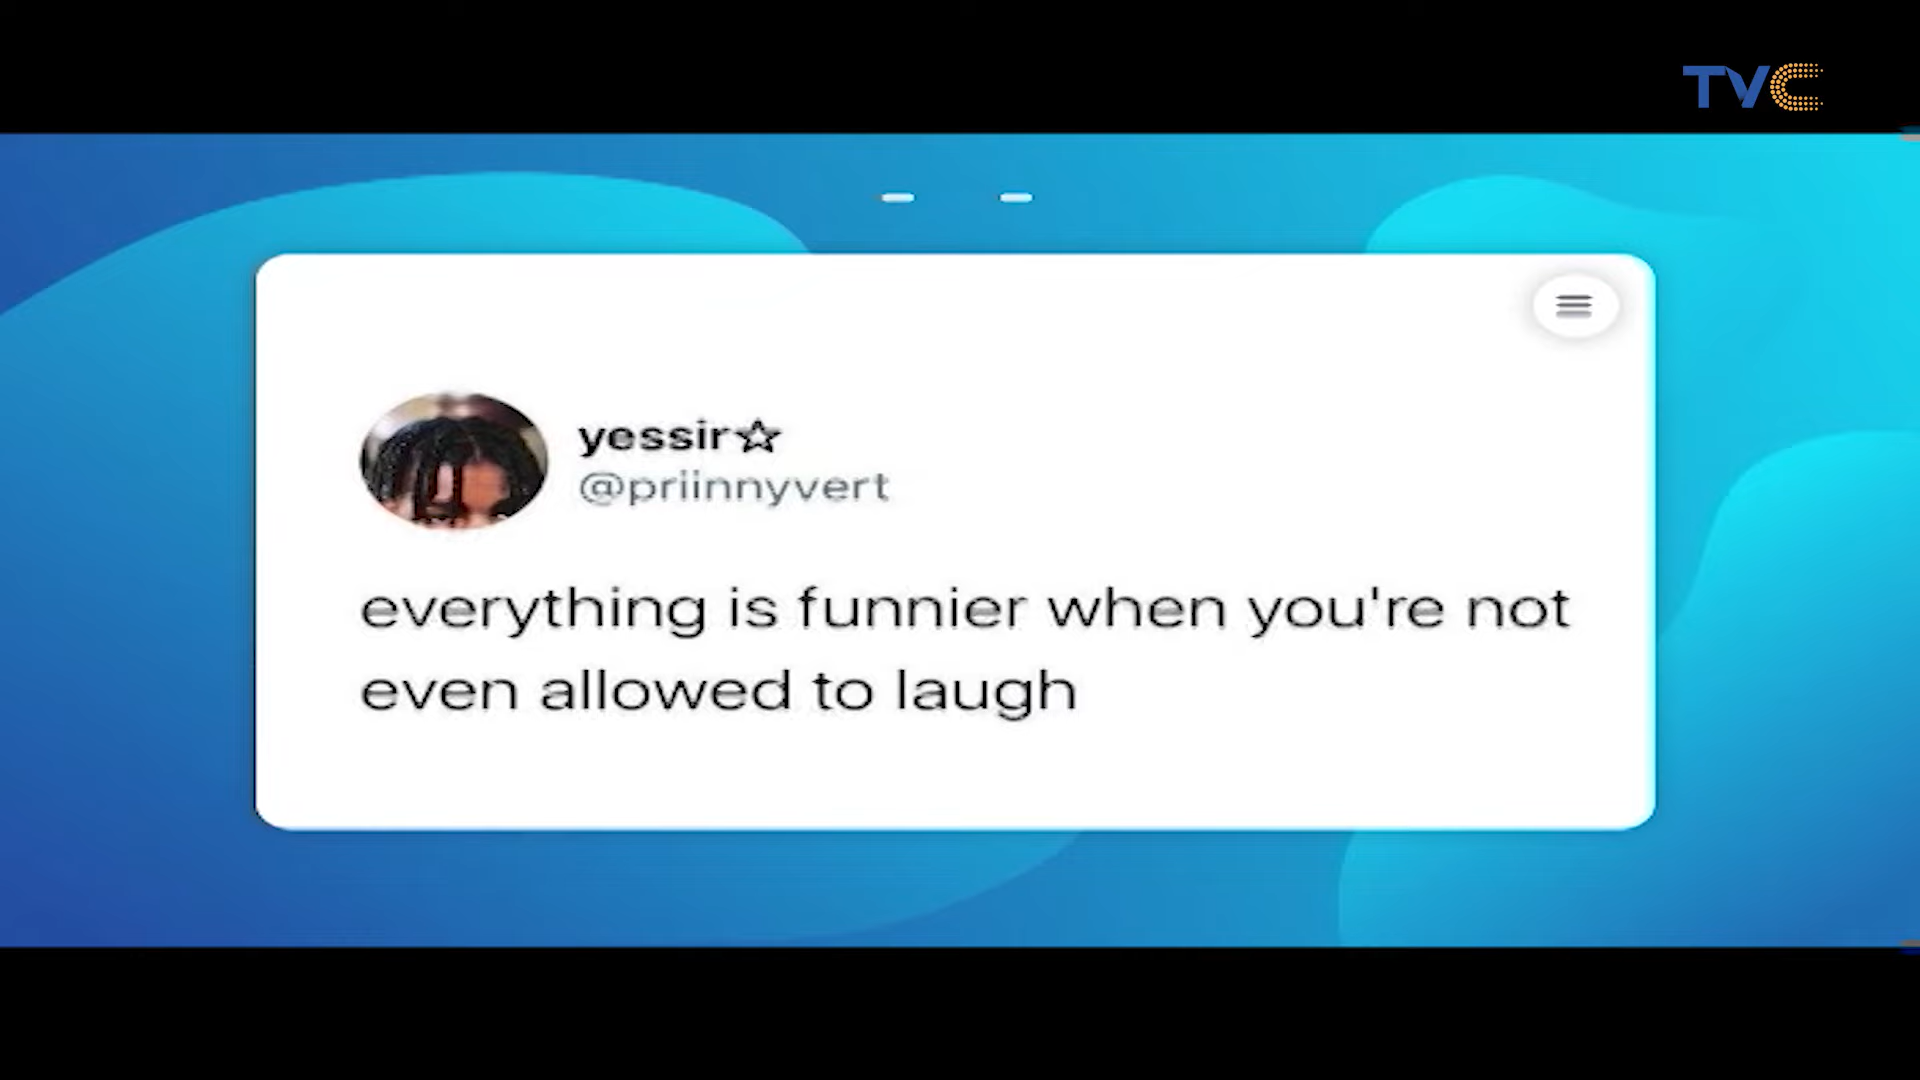 TVC
yessir☆
@priinnyvert
everything is funnier when you're not
even allowed to laugh